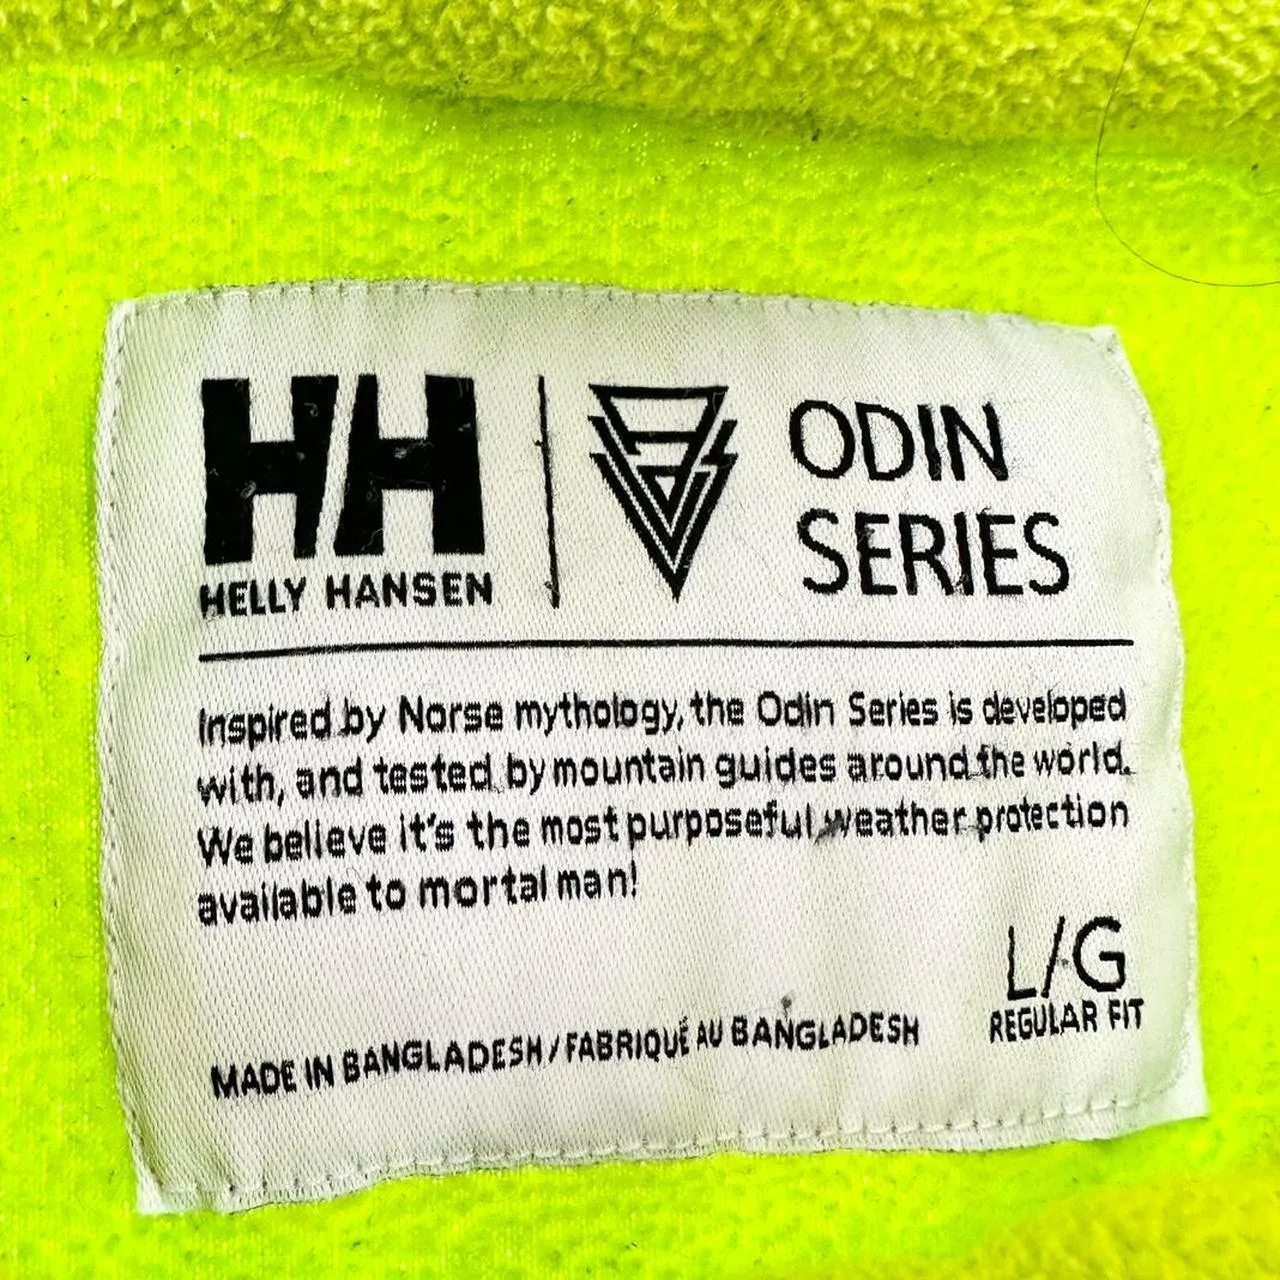 HH
HELLY HANSEN
ODIN
SERIES
Inspired by Norse mythology, the Odin Series is developed
with, and tested by mountain guides around the world.
We believe it's the most purposeful weather protection
available to mortal man!
L/G
REGULAR FIT
MADE IN BANGLADESH / FABRIQUÉ AU BANGLADESH